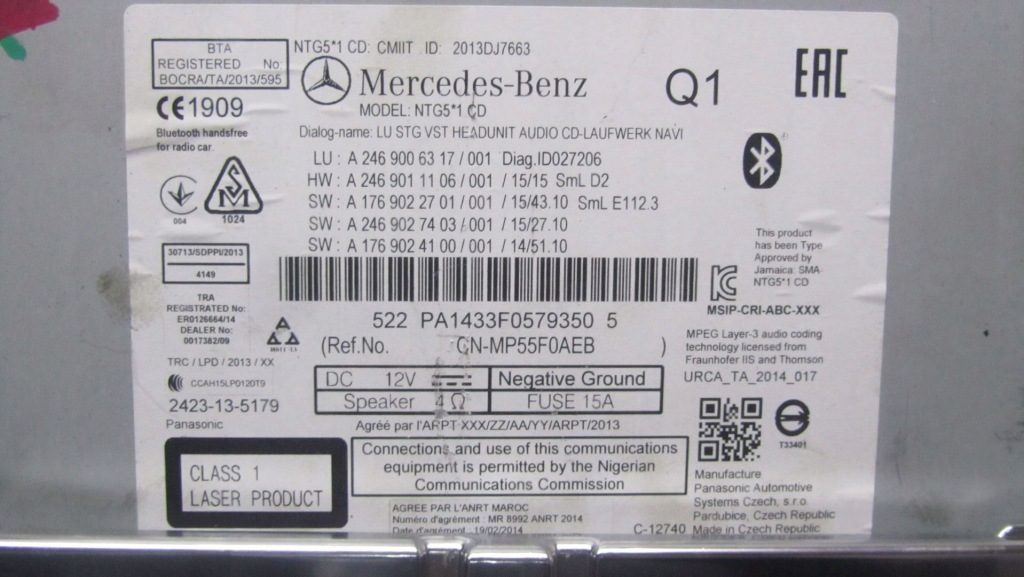 BTA
REGISTERED No
BOCRA/TA/2013/595
NTG5*1 CD: CMIIT ID: 2013DJ7663
Mercedes-Benz
MODEL: NTG5*1 CD
Q1
EAC
CE1909
Bluetooth handsfree
for radio car
Dialog-name: LU STG VST HEADUNIT AUDIO CD-LAUFWERK NAVI
LU : A 246 900 63 17 / 001 Diag.ID027206
HW : A 246 901 11 06 / 001 / 15/15 SmL D2
SW : A 176 902 27 01 / 001 / 15/43.10 SmL E112.3
SW : A 246 902 74 03 / 001 / 15/27.10
SW : A 176 902 41 00 / 001 / 14/51.10
004
SM
1024
30713/SDPPI/2013
4149
This product
has been Type
Approved by
Jamaica: SMA-
NTG5*1 CD
MSIP-CRI-ABC-XXX
TRA
REGISTRATED No:
ER0126664/14
DEALER No:
0017382/09
522 PA1433F0579350 5
(Ref.No. CN-MP55F0AEB )
MPEG Layer-3 audio coding
technology licensed from
Fraunhofer IIS and Thomson
URCA_TA_2014_017
TRC / LPD / 2013 / XX
CCAH15LP0120T9
2423-13-5179
Panasonic
DC 12V
Negative Ground
Speaker 4 Ω
FUSE 15A
Agréé par l'ARPT XXX/ZZ/AA/YY/ARPT/2013
T33401
CLASS 1
LASER PRODUCT
Connections and use of this communications
equipment is permitted by the Nigerian
Communications Commission
Manufacture
Panasonic Automotive
Systems Czech, s.r.o.
Pardubice, Czech Republic
Made in Czech Republic
AGREE PAR L'ANRT MAROC
Numéro d'agrément : MR 8992 ANRT 2014
Date d'agrément : 19/02/2014
C-12740